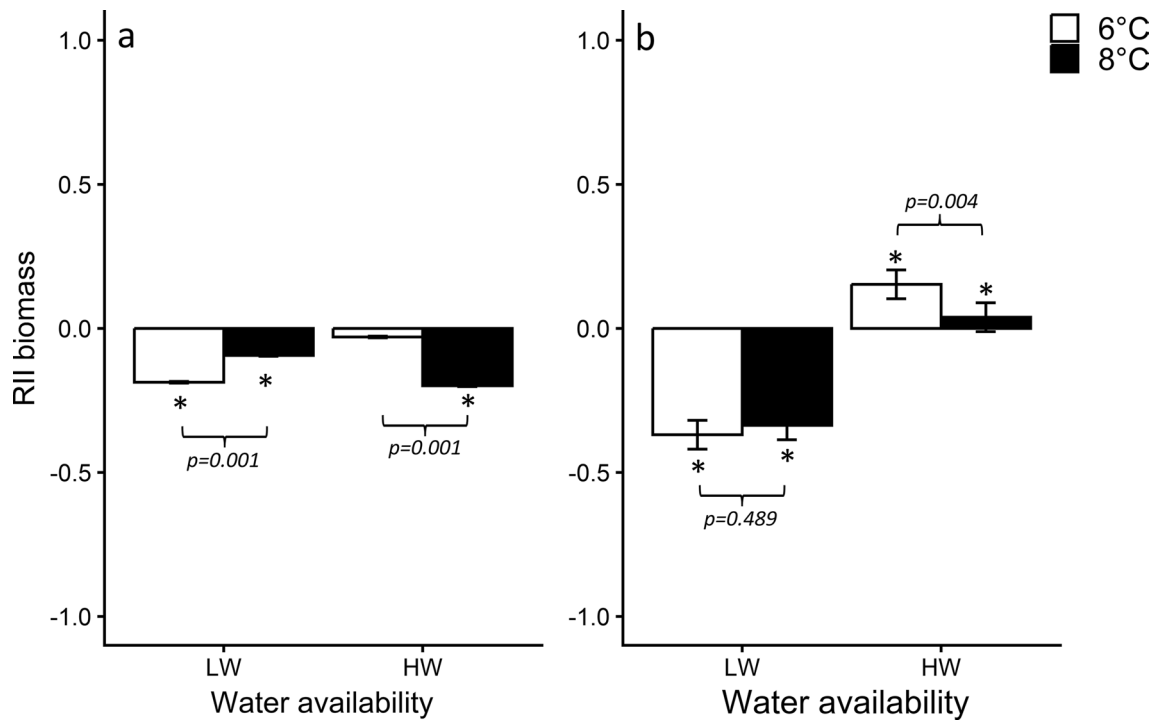 a
b
6°C
8°C
RII biomass
1.0
0.5
0.0
-0.5
-1.0
*
*
*
p=0.001
p=0.001
LW
HW
Water availability
1.0
0.5
0.0
-0.5
-1.0
p=0.004
*
*
*
*
p=0.489
LW
HW
Water availability